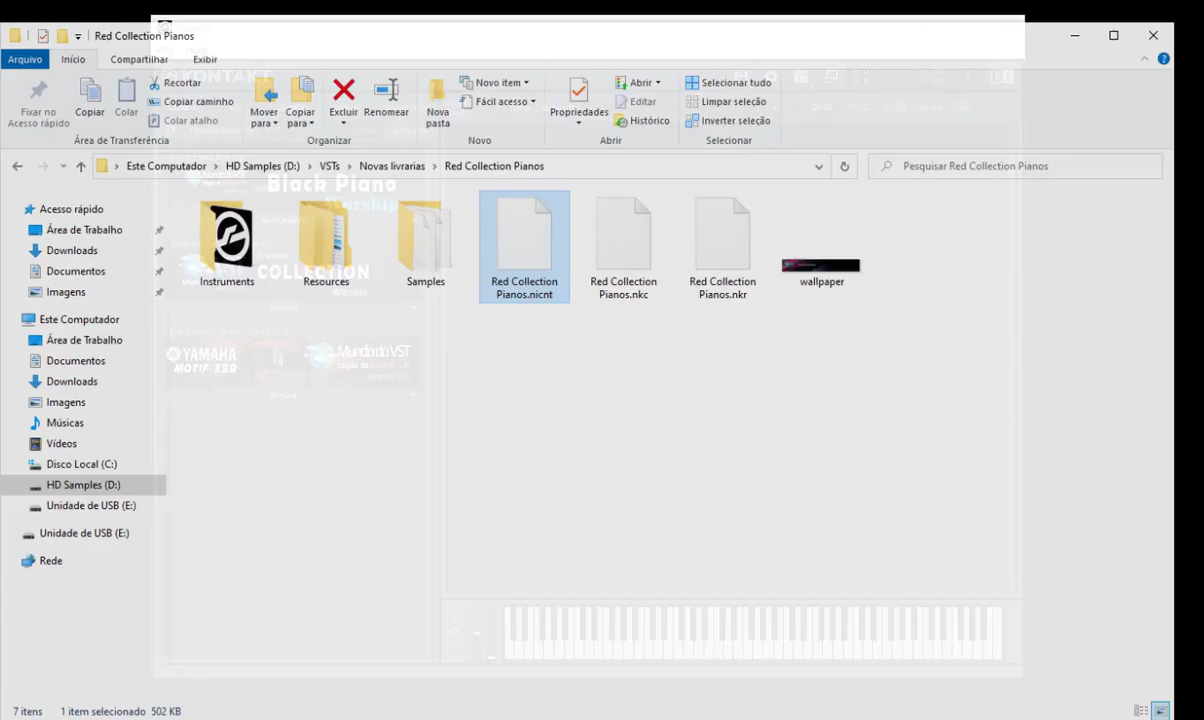 Red Collection Pianos
Arquivo
Início
Compartilhar
Exibir
Fixar no
Acesso rápido
Copiar
Colar
Recortar
Copiar caminho
Colar atalho
Área de Transferência
Mover
para
Copiar
para
Excluir
Renomear
Organizar
Nova
pasta
Novo item
Fácil acesso
Novo
Propriedades
Abrir
Editar
Histórico
Abrir
Selecionar tudo
Limpar seleção
Inverter seleção
Selecionar
KONTAKT
Este Computador
HD Samples (D:)
VSTs
Novas livrarias
Red Collection Pianos
Pesquisar Red Collection Pianos
Acesso rápido
Área de Trabalho
Downloads
Documentos
Imagens
Este Computador
Área de Trabalho
Documentos
Downloads
Imagens
Músicas
Vídeos
Disco Local (C:)
HD Samples (D:)
Unidade de USB (E:)
Unidade de USB (E:)
Rede
Black Piano
Worship
COLLECTION
Worship
YAMAHA
MOTIF XS8
Mundo do VST
Instruments
Resources
Samples
Red Collection
Pianos.nicnt
Red Collection
Pianos.nkc
Red Collection
Pianos.nkr
wallpaper
7 itens
1 item selecionado 502 KB